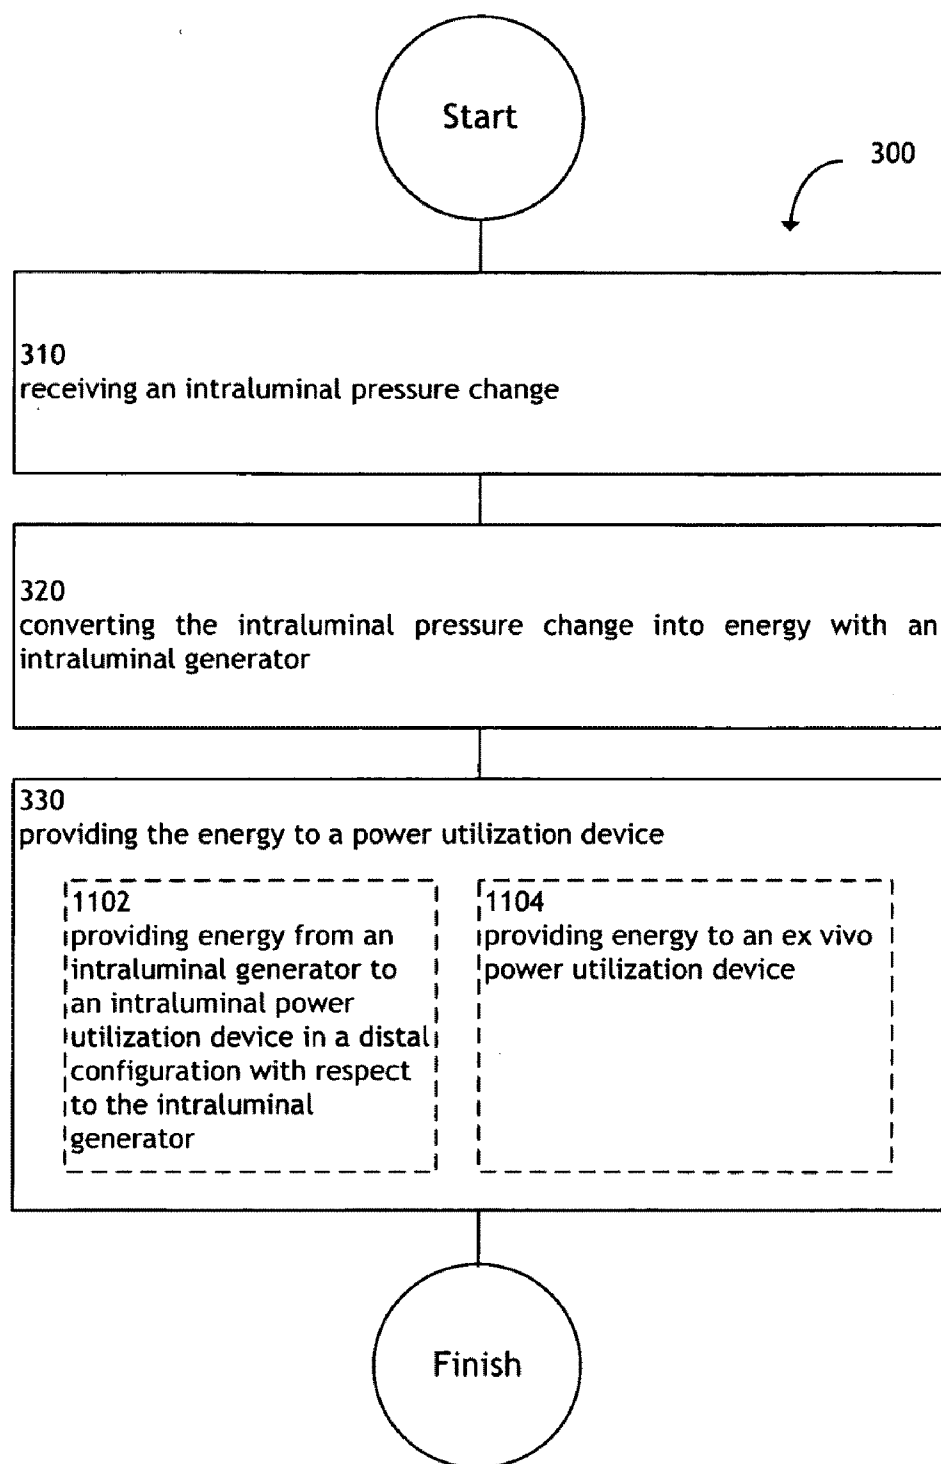 Start
300
310
receiving an intraluminal pressure change
320
converting the intraluminal pressure change into energy with an
intraluminal generator
330
providing the energy to a power utilization device
1102
providing energy from an
intraluminal generator to
an intraluminal power
utilization device in a distal
configuration with respect
to the intraluminal
generator
1104
providing energy to an ex vivo
power utilization device
Finish